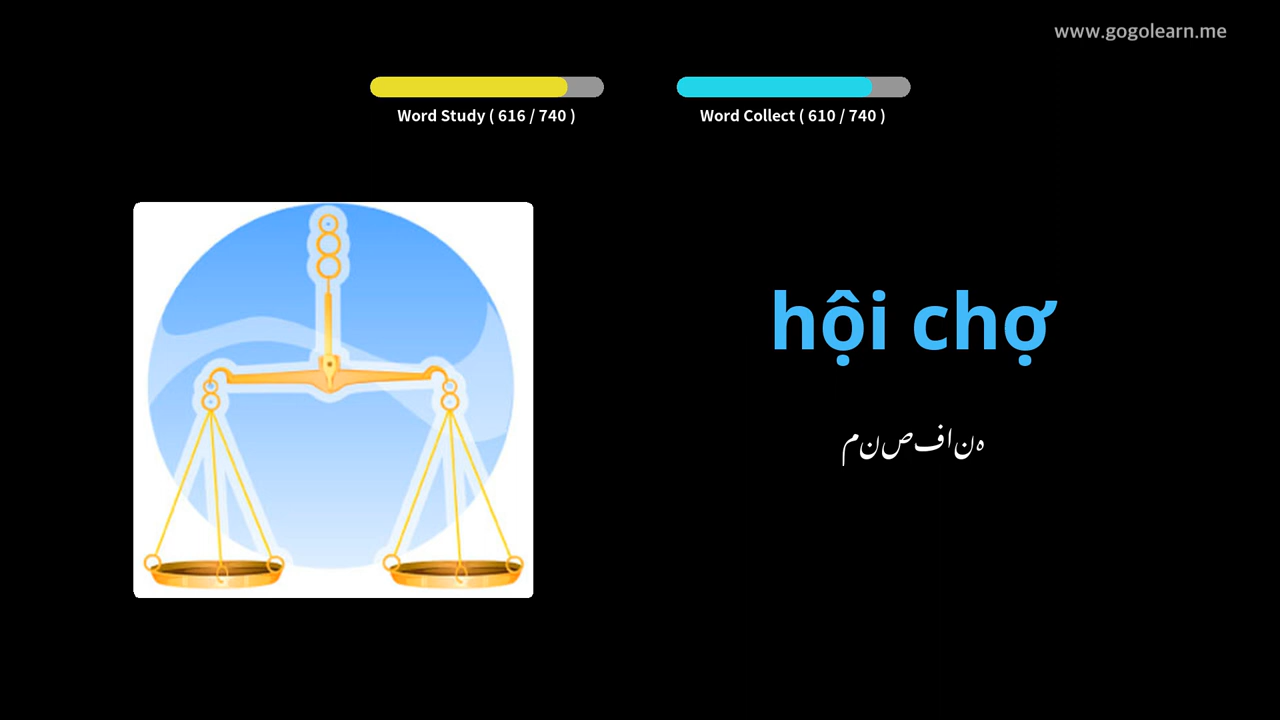 www.gogolearn.me
Word Study ( 616 / 740 )
Word Collect ( 610 / 740 )
hội chợ
منصفانہ